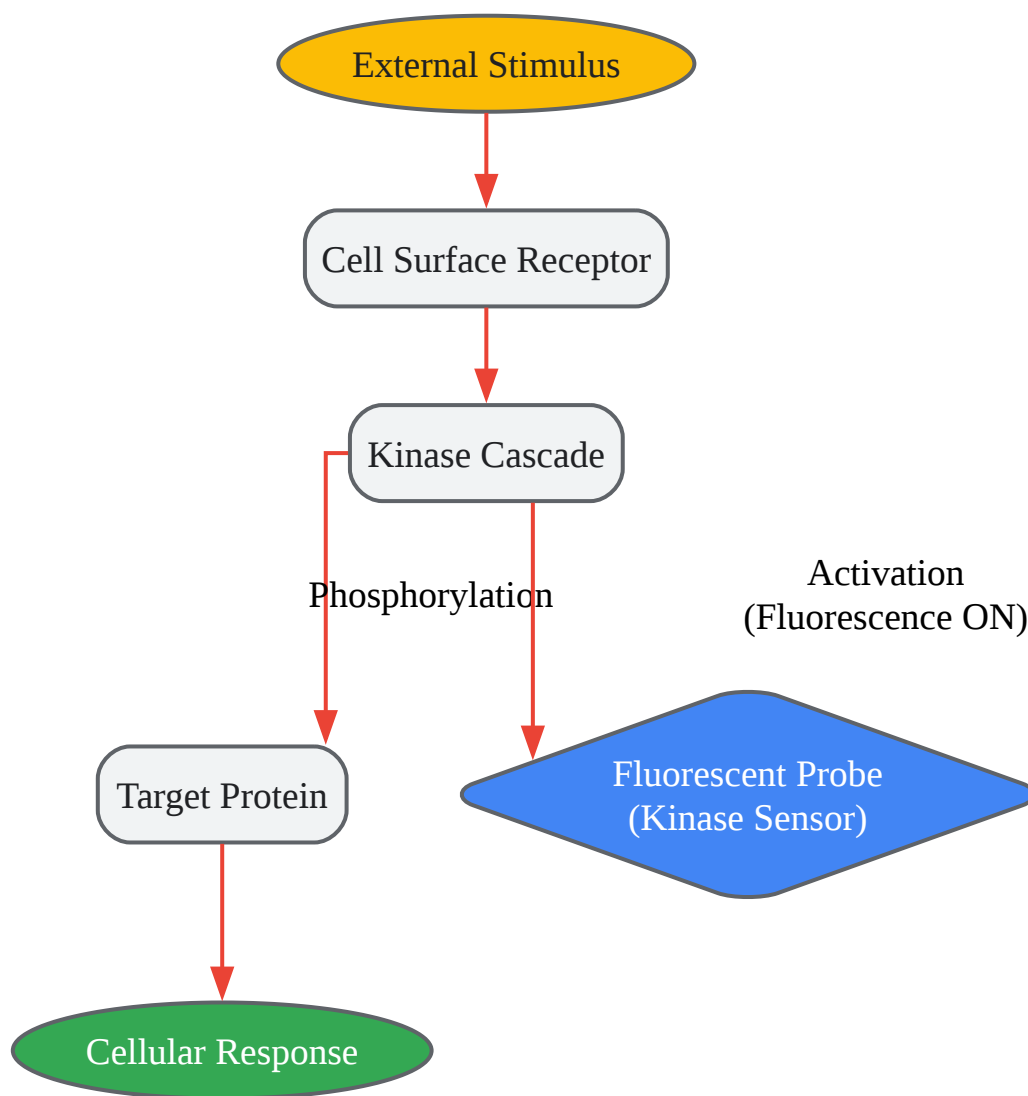 External Stimulus
Cell Surface Receptor
Kinase Cascade
Phosphorylation
Activation
(Fluorescence ON)
Target Protein
Fluorescent Probe
(Kinase Sensor)
Cellular Response